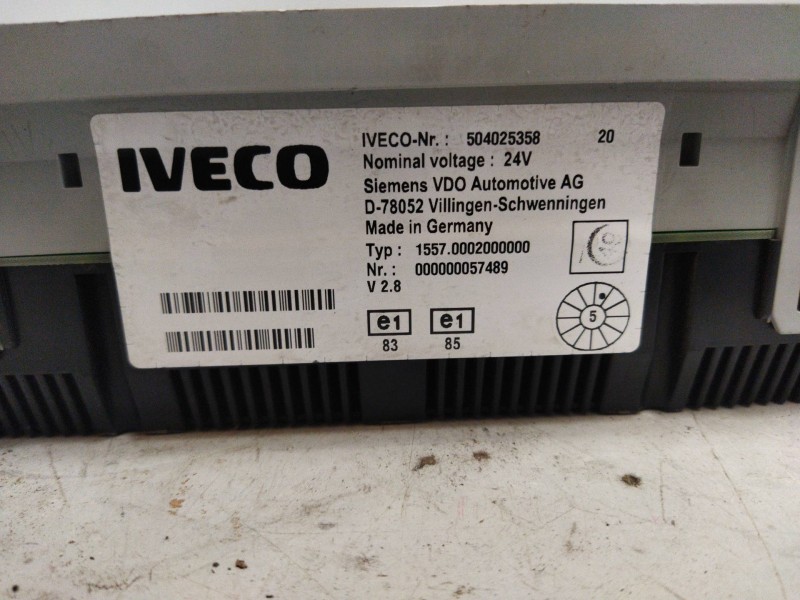 IVECO
IVECO-Nr. : 504025358 20
Nominal voltage : 24V
Siemens VDO Automotive AG
D-78052 Villingen-Schwenningen
Made in Germany
Typ : 1557.0002000000
Nr. : 000000057489
V 2.8
e1 e1
83 85
5